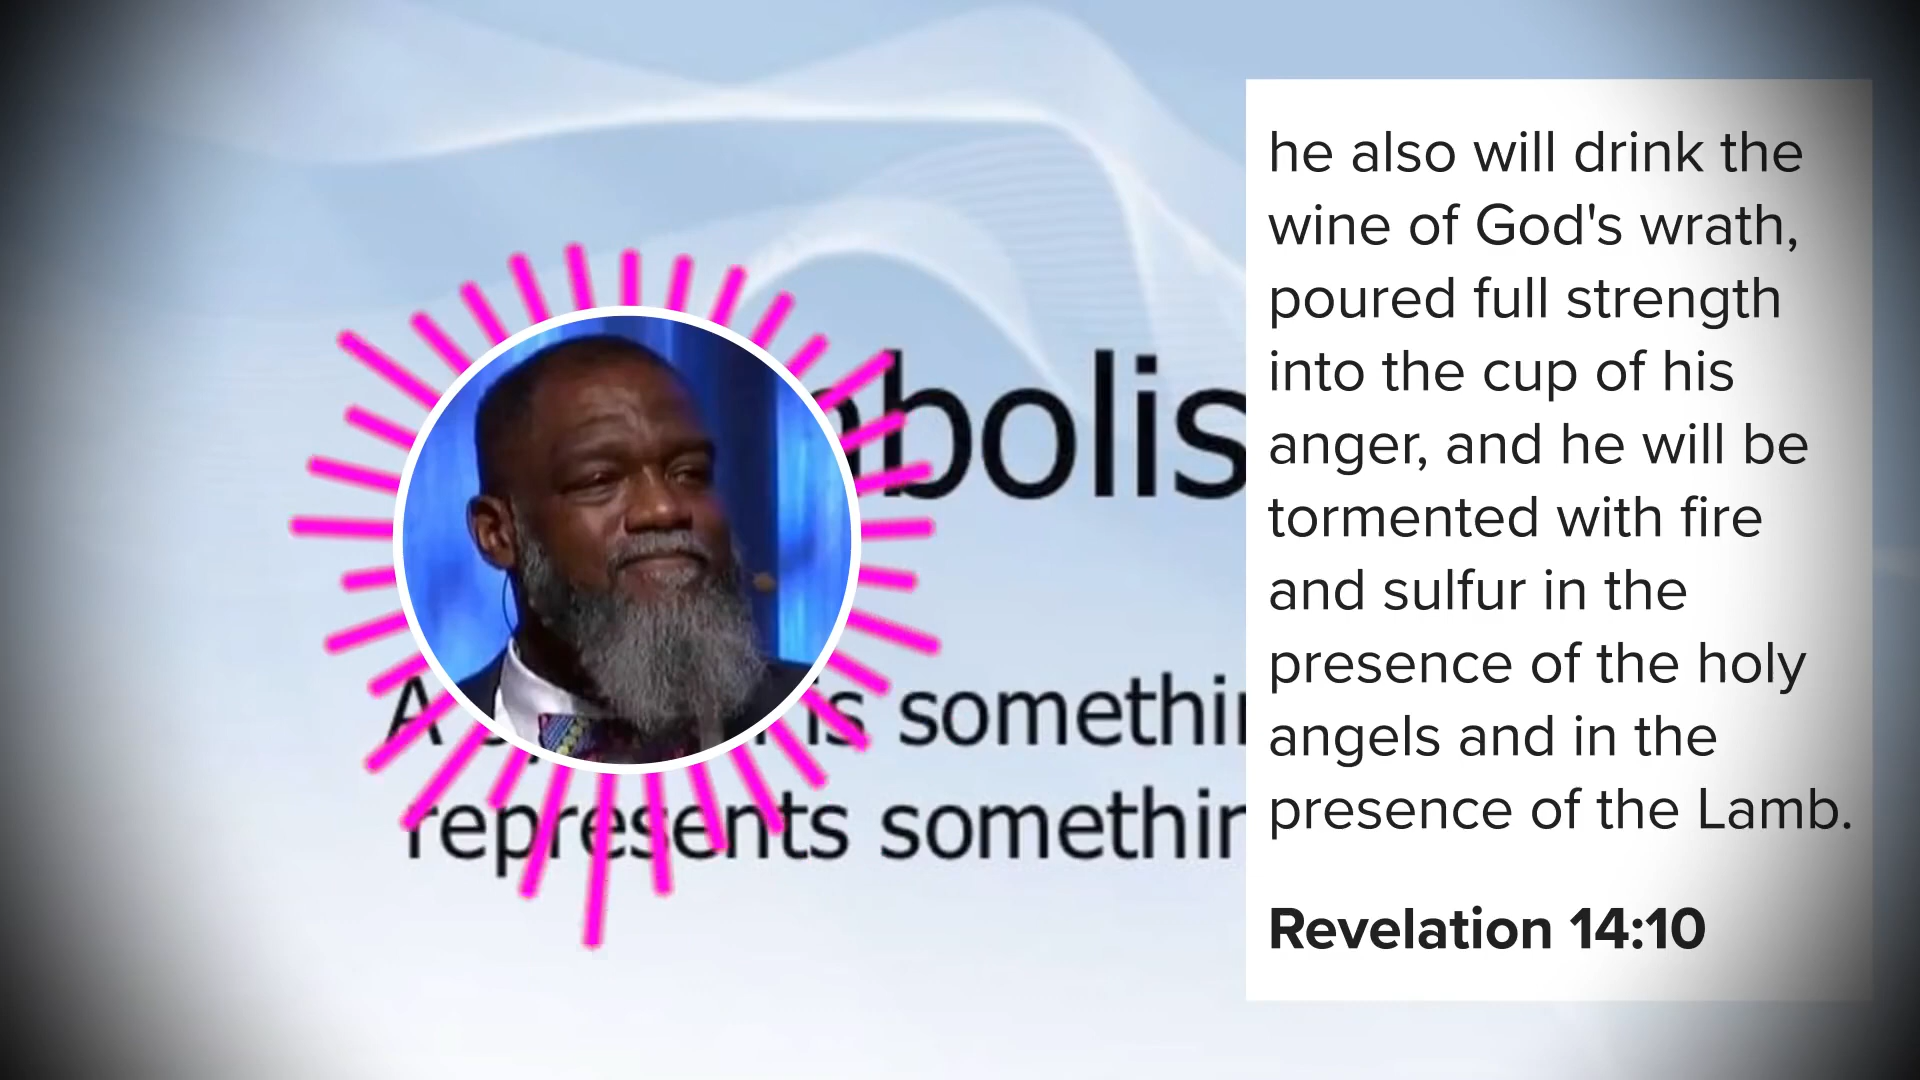 bolis
A is somethi
represents somethin
he also will drink the
wine of God's wrath,
poured full strength
into the cup of his
anger, and he will be
tormented with fire
and sulfur in the
presence of the holy
angels and in the
presence of the Lamb.
Revelation 14:10